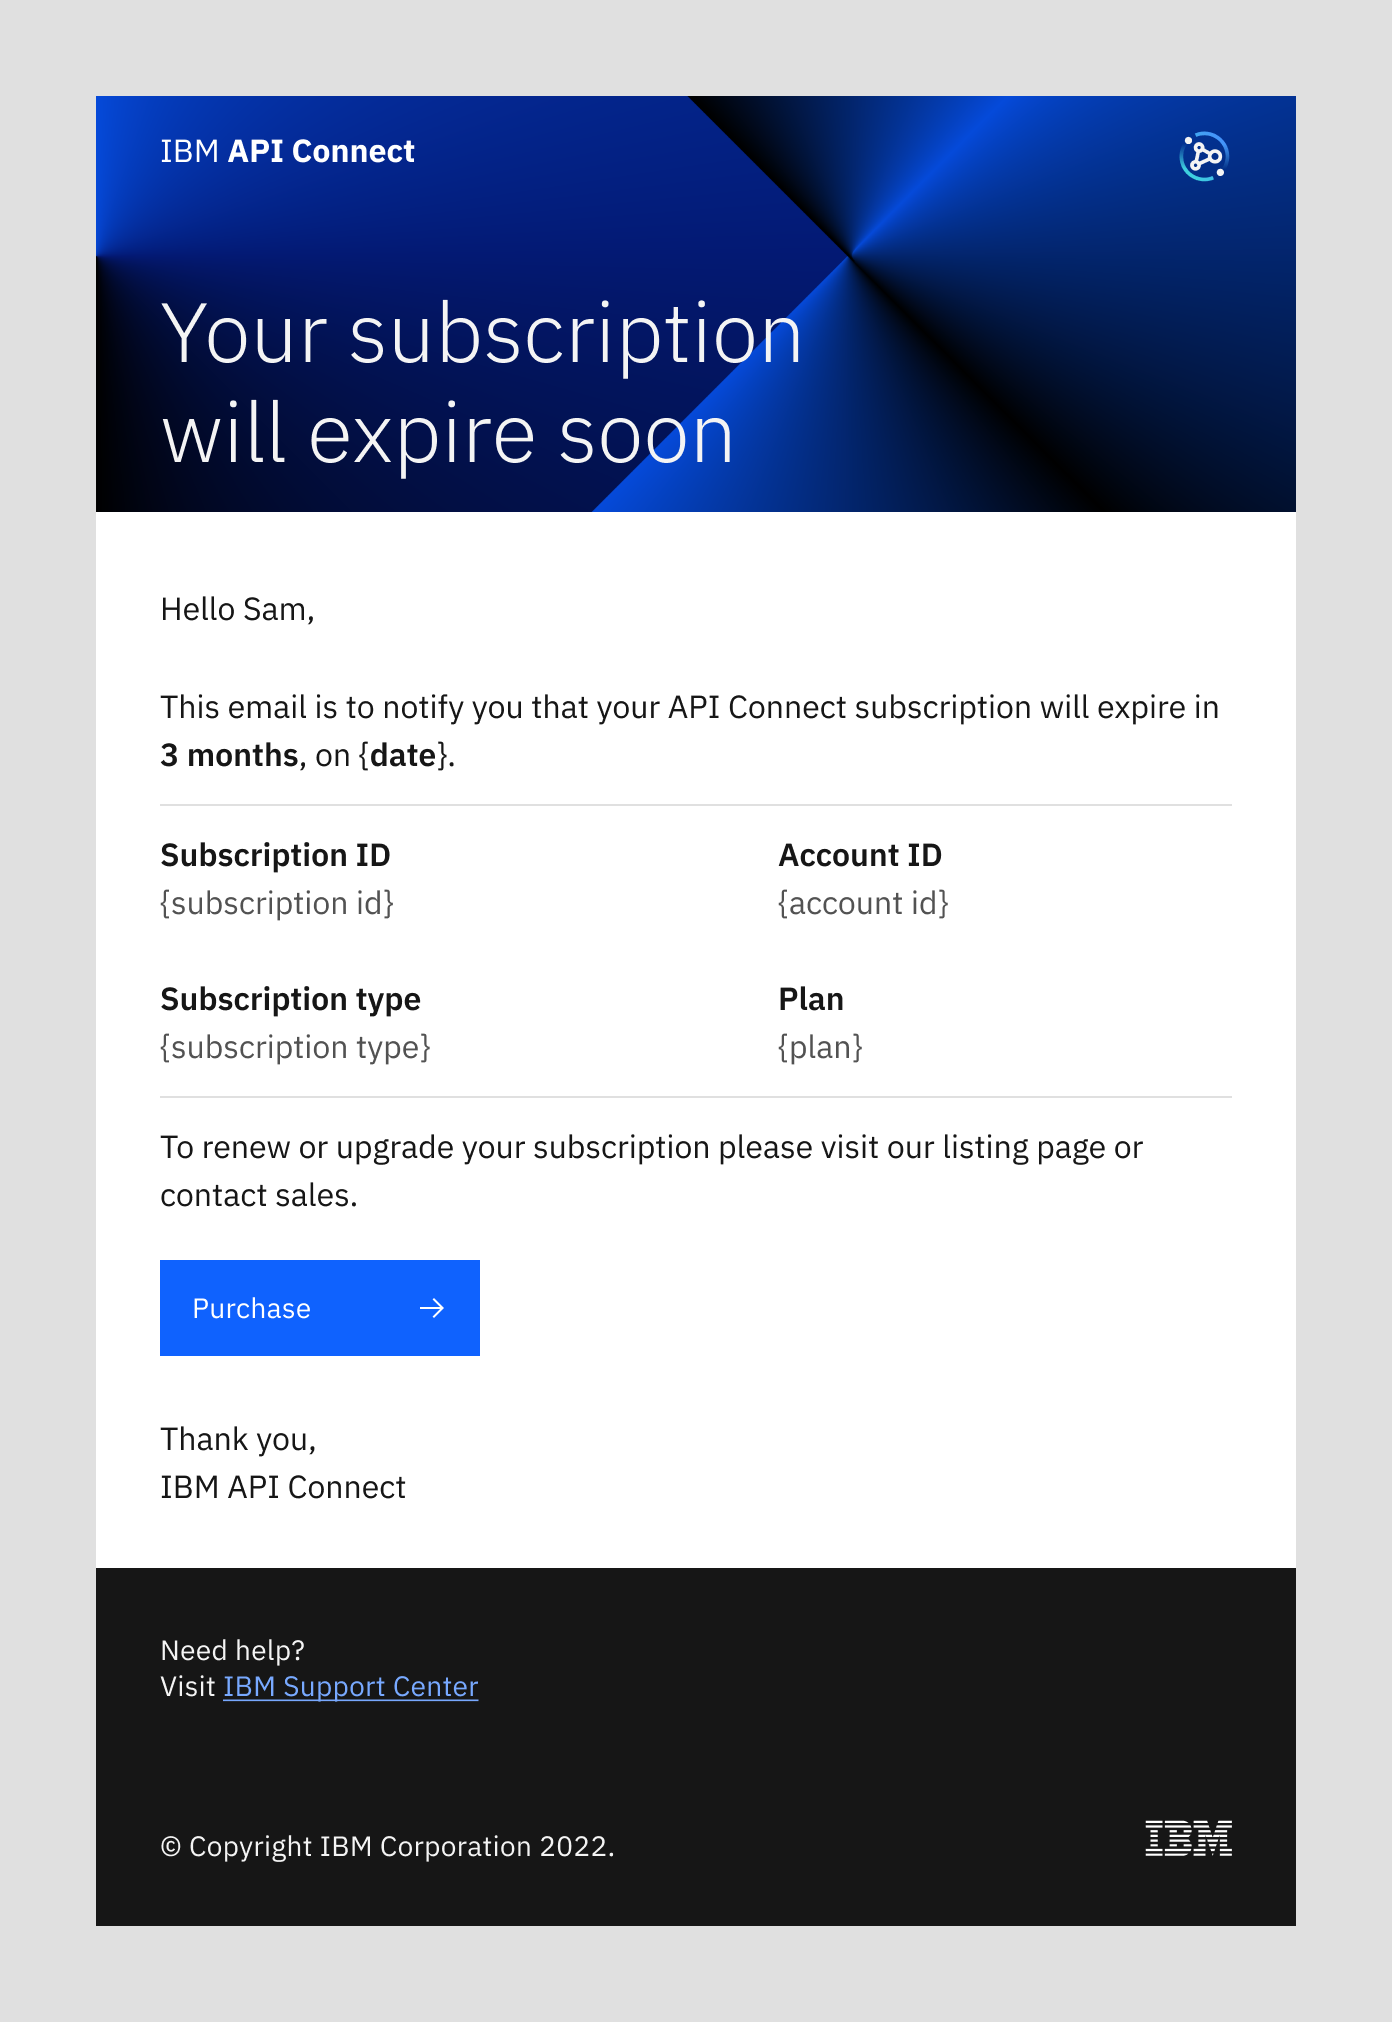 IBM API Connect
Your subscription
will expire soon
Hello Sam,
This email is to notify you that your API Connect subscription will expire in
3 months, on {date}.
Subscription ID
Account ID
{subscription id}
{account id}
Subscription type
Plan
{subscription type}
{plan}
To renew or upgrade your subscription please visit our listing page or
contact sales.
Purchase
Thank you,
IBM API Connect
Need help?
Visit IBM Support Center
© Copyright IBM Corporation 2022.
IBM